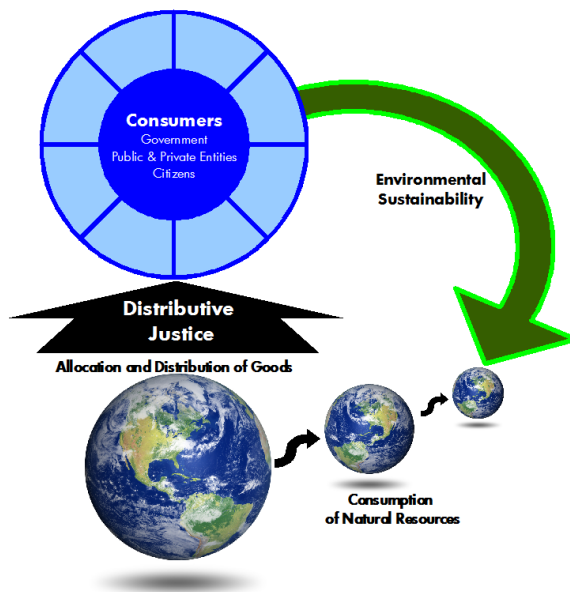 Consumers
Government
Public & Private Entities
Citizens
Environmental
Sustainability
Distributive
Justice
Allocation and Distribution of Goods
Consumption
of Natural Resources